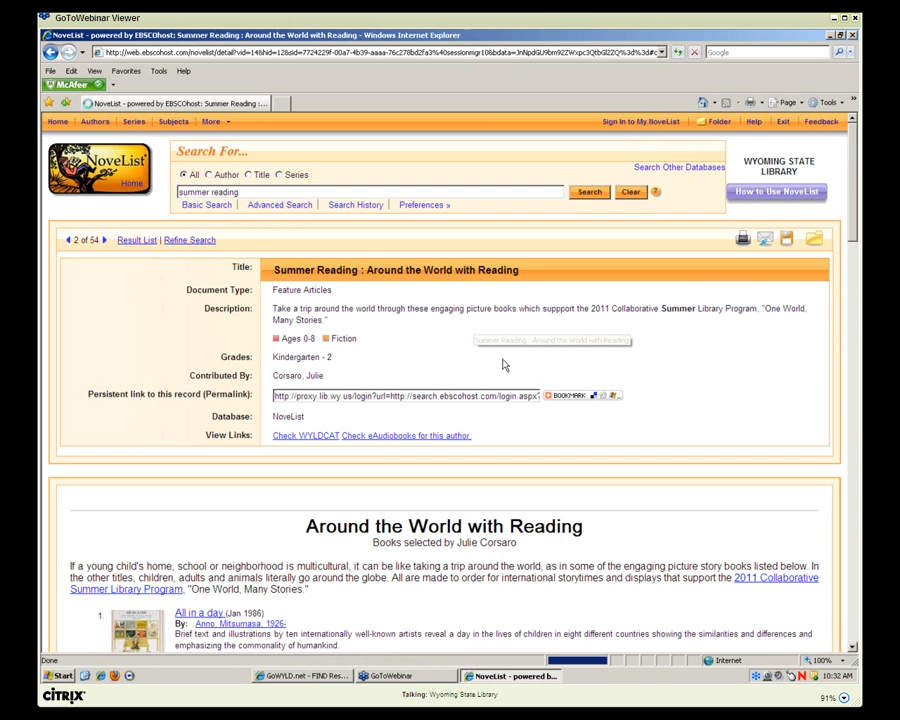 GoToWebinar Viewer
NoveList - powered by EBSCOhost: Summer Reading : Around the World with Reading - Windows Internet Explorer
Google
File Edit View Favorites Tools Help
McAfee
NoveList - powered by EBSCOhost: Summer Reading :...
Page Tools
Home Authors Series Subjects More Sign In to My NoveList Folder Help Exit Feedback
NoveList
Home
Search For...
Search Other Databases
All Author Title Series
summer reading Search Clear ?
Basic Search Advanced Search Search History Preferences »
WYOMING STATE
LIBRARY
How to Use NoveList
2 of 54 Result List | Refine Search
Title: Summer Reading : Around the World with Reading
Document Type: Feature Articles
Description: Take a trip around the world through these engaging picture books which suppport the 2011 Collaborative Summer Library Program, "One World,
Many Stories."
Ages 0-8 Fiction
Summer Reading : Around the World with Reading
Grades: Kindergarten - 2
Contributed By: Corsaro, Julie
Persistent link to this record (Permalink): http://proxy.lib.wy.us/login?url=http://search.ebscohost.com/login.aspx? BOOKMARK
Database: NoveList
View Links: Check WYLDCAT Check eAudiobooks for this author.
Around the World with Reading
Books selected by Julie Corsaro
If a young child's home, school or neighborhood is multicultural, it can be like taking a trip around the world, as in some of the engaging picture story books listed below. In
the other titles, children, adults and animals literally go around the globe. All are made to order for international storytimes and displays that support the 2011 Collaborative
Summer Library Program, "One World, Many Stories."
1. All in a day (Jan 1986)
By: Anno, Mitsumasa, 1926-
Brief text and illustrations by ten internationally well-known artists reveal a day in the lives of children in eight different countries showing the similarities and differences and
emphasizing the commonality of humankind.
Done Internet 100%
Start GoWYLD.net - FIND Res... GoToWebinar NoveList - powered b... 10:32 AM
CITRIX
Talking: Wyoming State Library
91%